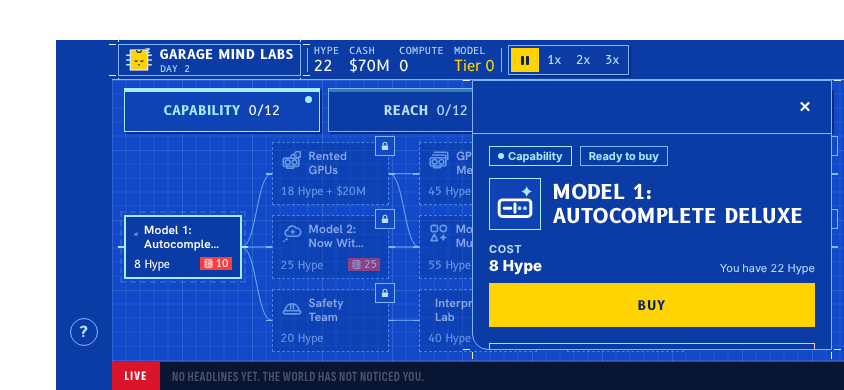 GARAGE MIND LABS
DAY 2
HYPE CASH COMPUTE MODEL
22 $70M 0 Tier 0
1x 2x 3x
CAPABILITY 0/12
REACH 0/12
×
Rented
GPUs
18 Hype + $20M
45 Hype
Model 1:
Autocomple...
8 Hype 10
Model 2:
Now Wit...
25 Hype 25
55 Hype
Safety
Team
20 Hype
Lab
40 Hype
Capability
Ready to buy
MODEL 1:
AUTOCOMPLETE DELUXE
COST
8 Hype
You have 22 Hype
BUY
?
LIVE
NO HEADLINES YET. THE WORLD HAS NOT NOTICED YOU.